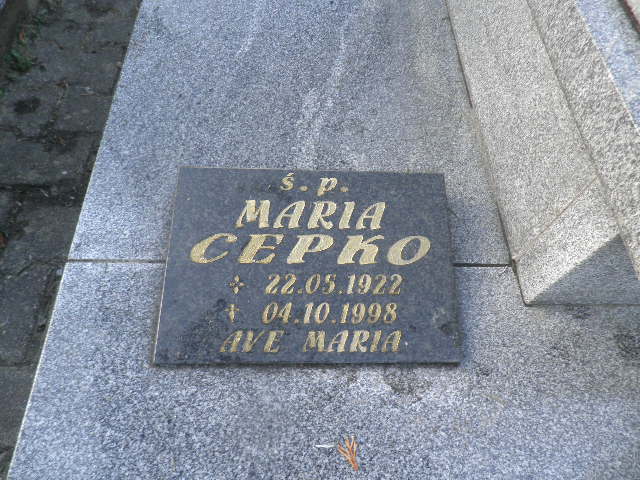 ś. p.
MARIA
CEPKO
22.05.1922
04.10.1998
AVE MARIA